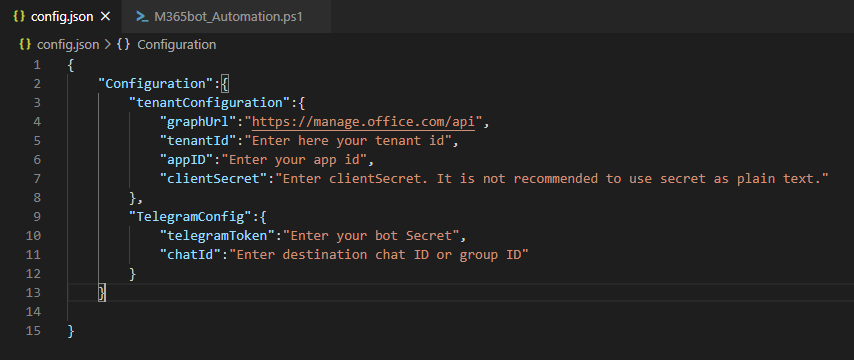 config.json
M365bot_Automation.ps1
config.json > {} Configuration
1 {
2 "Configuration":{
3 "tenantConfiguration":{
4 "graphUrl":"https://manage.office.com/api",
5 "tenantId":"Enter here your tenant id",
6 "appID":"Enter your app id",
7 "clientSecret":"Enter clientSecret. It is not recommended to use secret as plain text."
8 },
9 "TelegramConfig":{
10 "telegramToken":"Enter your bot Secret",
11 "chatId":"Enter destination chat ID or group ID"
12 }
13 }
14
15 }